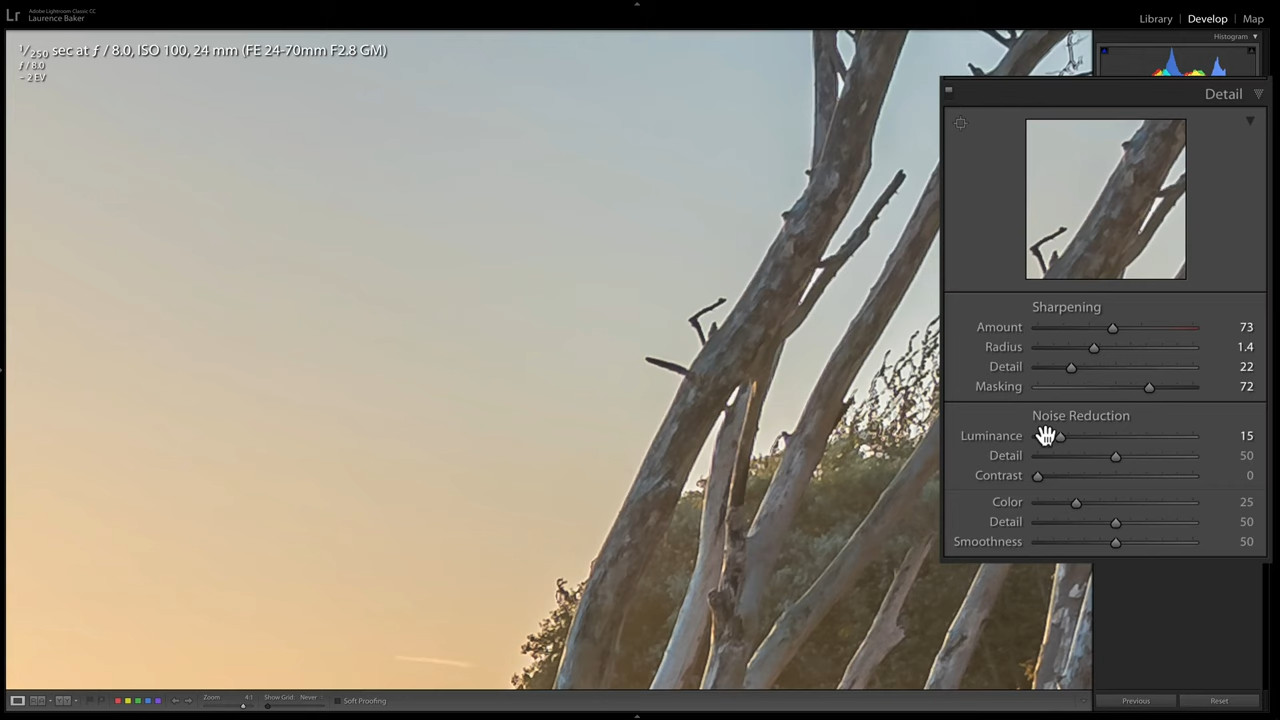 Lr
Adobe Lightroom Classic CC
Laurence Baker
Library
Develop
Map
Histogram
1/250 sec at ƒ / 8.0, ISO 100, 24 mm (FE 24-70mm F2.8 GM)
ƒ / 8.0
– 2 EV
Detail
Sharpening
Amount 73
Radius 1.4
Detail 22
Masking 72
Noise Reduction
Luminance 15
Detail 50
Contrast 0
Color 25
Detail 50
Smoothness 50
Zoom 4:1
Show Grid: Never
Soft Proofing
Previous
Reset